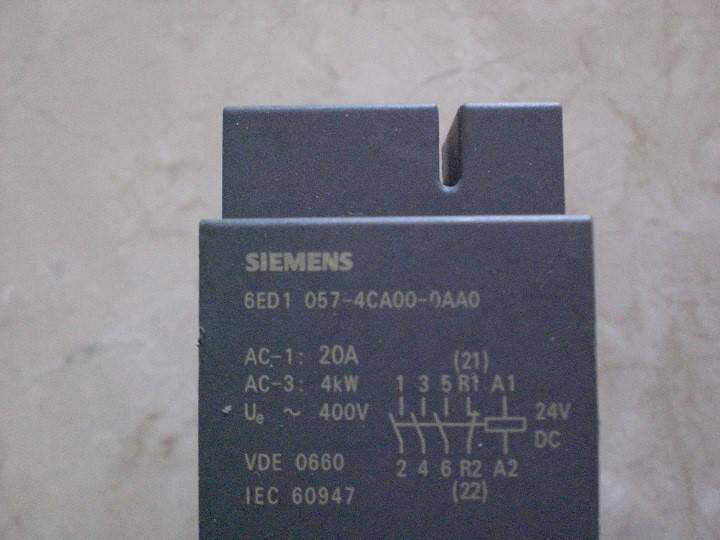 SIEMENS
6ED1 057-4CA00-0AA0
AC-1: 20A (21)
AC-3: 4kW 1 3 5 R1 A1
Ue ~ 400V 24V
DC
VDE 0660 2 4 6 R2 A2
IEC 60947 (22)